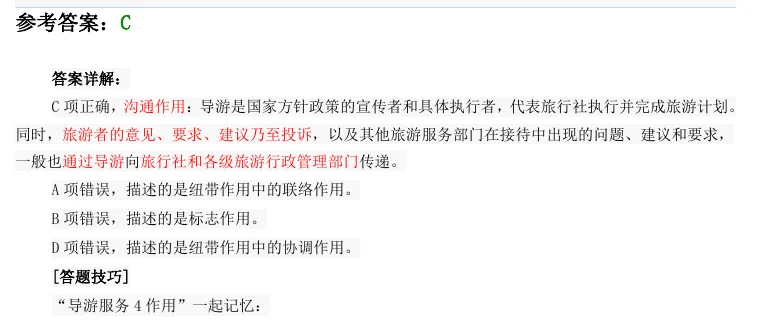 参考答案：C
答案详解：
C 项正确，沟通作用：导游是国家方针政策的宣传者和具体执行者，代表旅行社执行并完成旅游计划。
同时，旅游者的意见、要求、建议乃至投诉，以及其他旅游服务部门在接待中出现的问题、建议和要求，
一般也通过导游向旅行社和各级旅游行政管理部门传递。
A 项错误，描述的是纽带作用中的联络作用。
B 项错误，描述的是标志作用。
D 项错误，描述的是纽带作用中的协调作用。
[答题技巧]
“导游服务 4 作用”一起记忆：